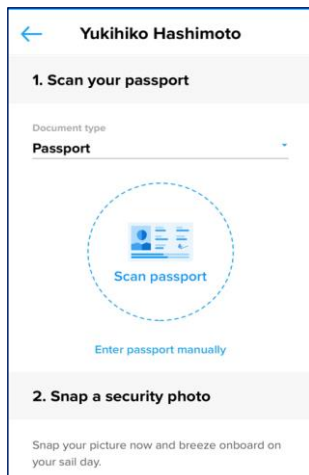 Yukihiko Hashimoto
1. Scan your passport
Document type
Passport
Scan passport
Enter passport manually
2. Snap a security photo
Snap your picture now and breeze onboard on
your sail day.